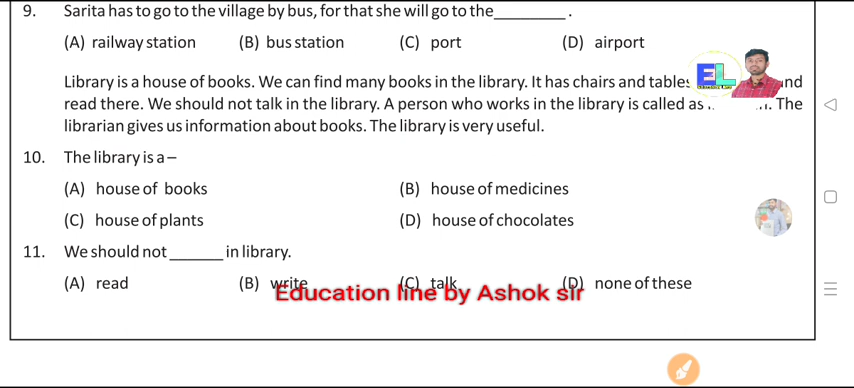 9. Sarita has to go to the village by bus, for that she will go to the_________ .
(A) railway station (B) bus station (C) port (D) airport
Library is a house of books. We can find many books in the library. It has chairs and tables nd
read there. We should not talk in the library. A person who works in the library is called as The
librarian gives us information about books. The library is very useful.
10. The library is a –
(A) house of books (B) house of medicines
(C) house of plants (D) house of chocolates
11. We should not_______in library.
(A) read (B) write (C) talk (D) none of these
Education line by Ashok sir
EL